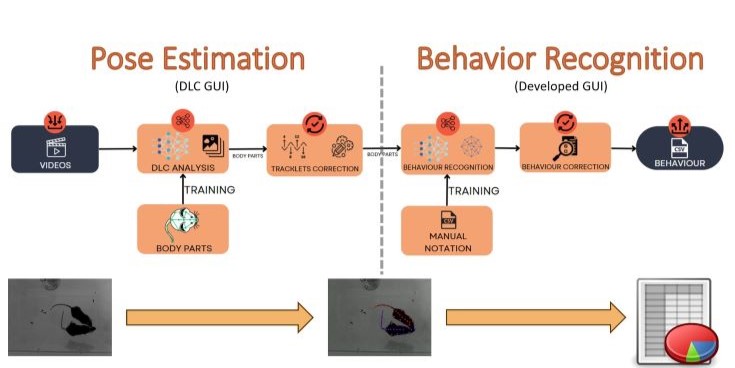 Pose Estimation
(DLC GUI)
Behavior Recognition
(Developed GUI)
VIDEOS
DLC ANALYSIS
BODY PARTS
TRACKLETS CORRECTION
BODY PARTS
BEHAVIOUR RECOGNITION
BEHAVIOUR CORRECTION
CSV
BEHAVIOUR
TRAINING
TRAINING
BODY PARTS
CSV
MANUAL
NOTATION